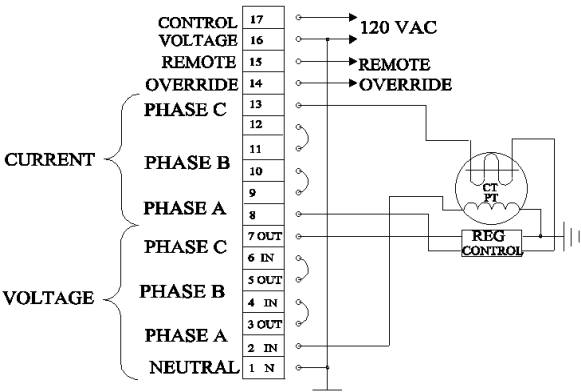 CONTROL 17
VOLTAGE 16
120 VAC
REMOTE 15 REMOTE
OVERRIDE 14 OVERRIDE
PHASE C 13
12
11
CURRENT PHASE B 10
9
PHASE A 8
CT
PT
7 OUT
REG
CONTROL
PHASE C 6 IN
5 OUT
VOLTAGE PHASE B 4 IN
3 OUT
PHASE A 2 IN
NEUTRAL 1 N